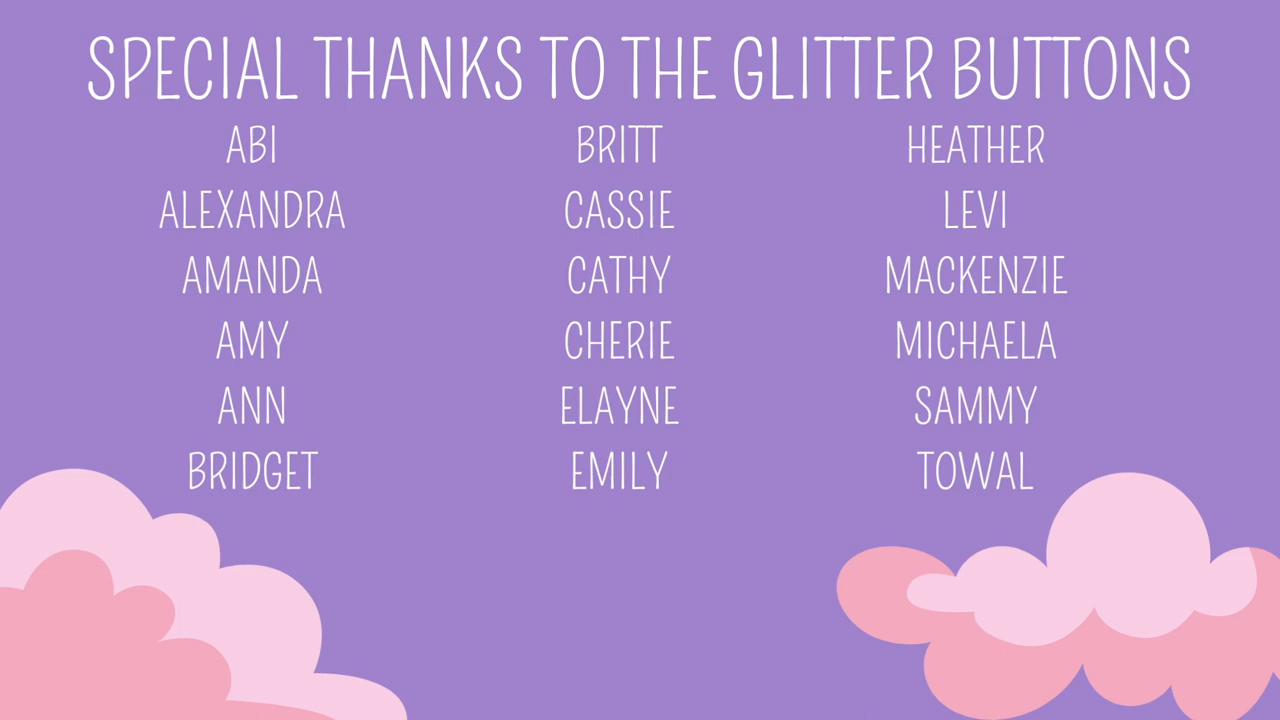 SPECIAL THANKS TO THE GLITTER BUTTONS
ABI
ALEXANDRA
AMANDA
AMY
ANN
BRIDGET
BRITT
CASSIE
CATHY
CHERIE
ELAYNE
EMILY
HEATHER
LEVI
MACKENZIE
MICHAELA
SAMMY
TOWAL